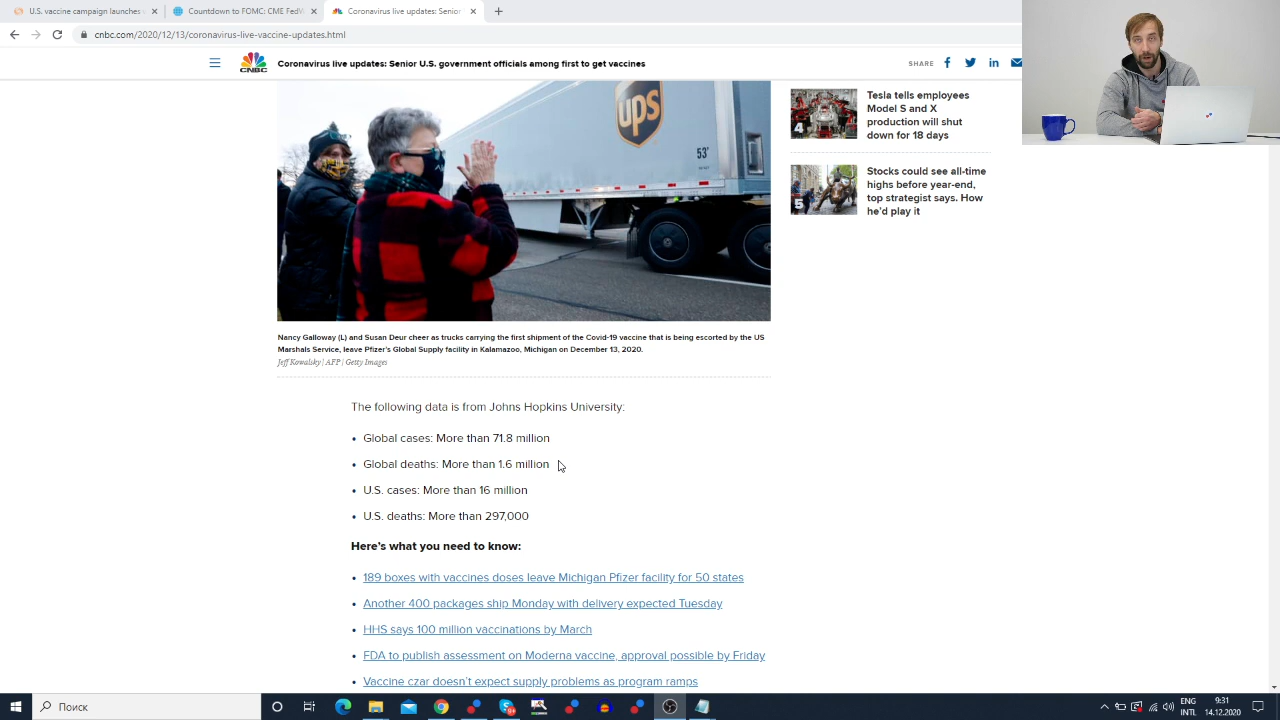 U.S. vaccine campaign launches
Countdown to FOMC: CME FedW
Coronavirus live updates: Senior
cnbc.com/2020/12/13/coronavirus-live-vaccine-updates.html
CNBC
Coronavirus live updates: Senior U.S. government officials among first to get vaccines
SHARE
ups
53'
Nancy Galloway (L) and Susan Deur cheer as trucks carrying the first shipment of the Covid-19 vaccine that is being escorted by the US
Marshals Service, leave Pfizer's Global Supply facility in Kalamazoo, Michigan on December 13, 2020.
Jeff Kowalsky | AFP | Getty Images
4
Tesla tells employees
Model S and X
production will shut
down for 18 days
5
Stocks could see all-time
highs before year-end,
top strategist says. How
he'd play it
The following data is from Johns Hopkins University:
• Global cases: More than 71.8 million
• Global deaths: More than 1.6 million
• U.S. cases: More than 16 million
• U.S. deaths: More than 297,000
Here's what you need to know:
• 189 boxes with vaccines doses leave Michigan Pfizer facility for 50 states
• Another 400 packages ship Monday with delivery expected Tuesday
• HHS says 100 million vaccinations by March
• FDA to publish assessment on Moderna vaccine, approval possible by Friday
• Vaccine czar doesn't expect supply problems as program ramps
Поиск
ENG
INTL
9:31
14.12.2020